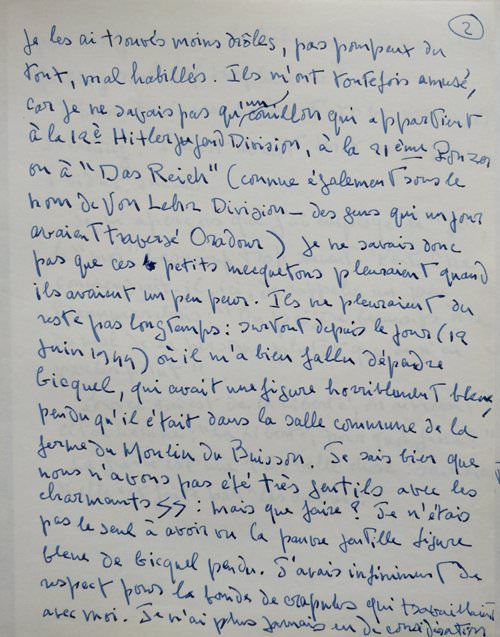 2
Je les ai trouvés moins drôles, pas pompeux du
tout, mal habillés. Ils m'ont toutefois amusé,
car je ne savais pas qu'un couillon qui appartient
à la 12è Hitlerjugend Division, à la 21ème Panzer
ou à "Das Reich" (connue également sous le
nom de Von Lehr Division – des gens qui un jour
avaient traversé Oradour) Je ne savais donc
pas que ces petits mecquetons pleuraient quand
ils avaient un peu peur. Ils ne pleuraient du
reste pas longtemps : surtout depuis le jour (12
Juin 1944) où il m'a bien fallu dépendre
Bicquel, qui avait une figure horriblement bleue,
pendu qu'il était dans la salle commune de la
ferme du Moulin du Buisson. Je sais bien que
nous n'avons pas été très gentils avec les
charmants SS : mais que faire ? Je n'étais
pas le seul à avoir vu la pauvre gentille figure
bleue de Bicquel pendu. J'avais infiniment de
respect pour la bande de crapules qui travaillaient
avec moi. Je n'ai plus jamais eu de considération